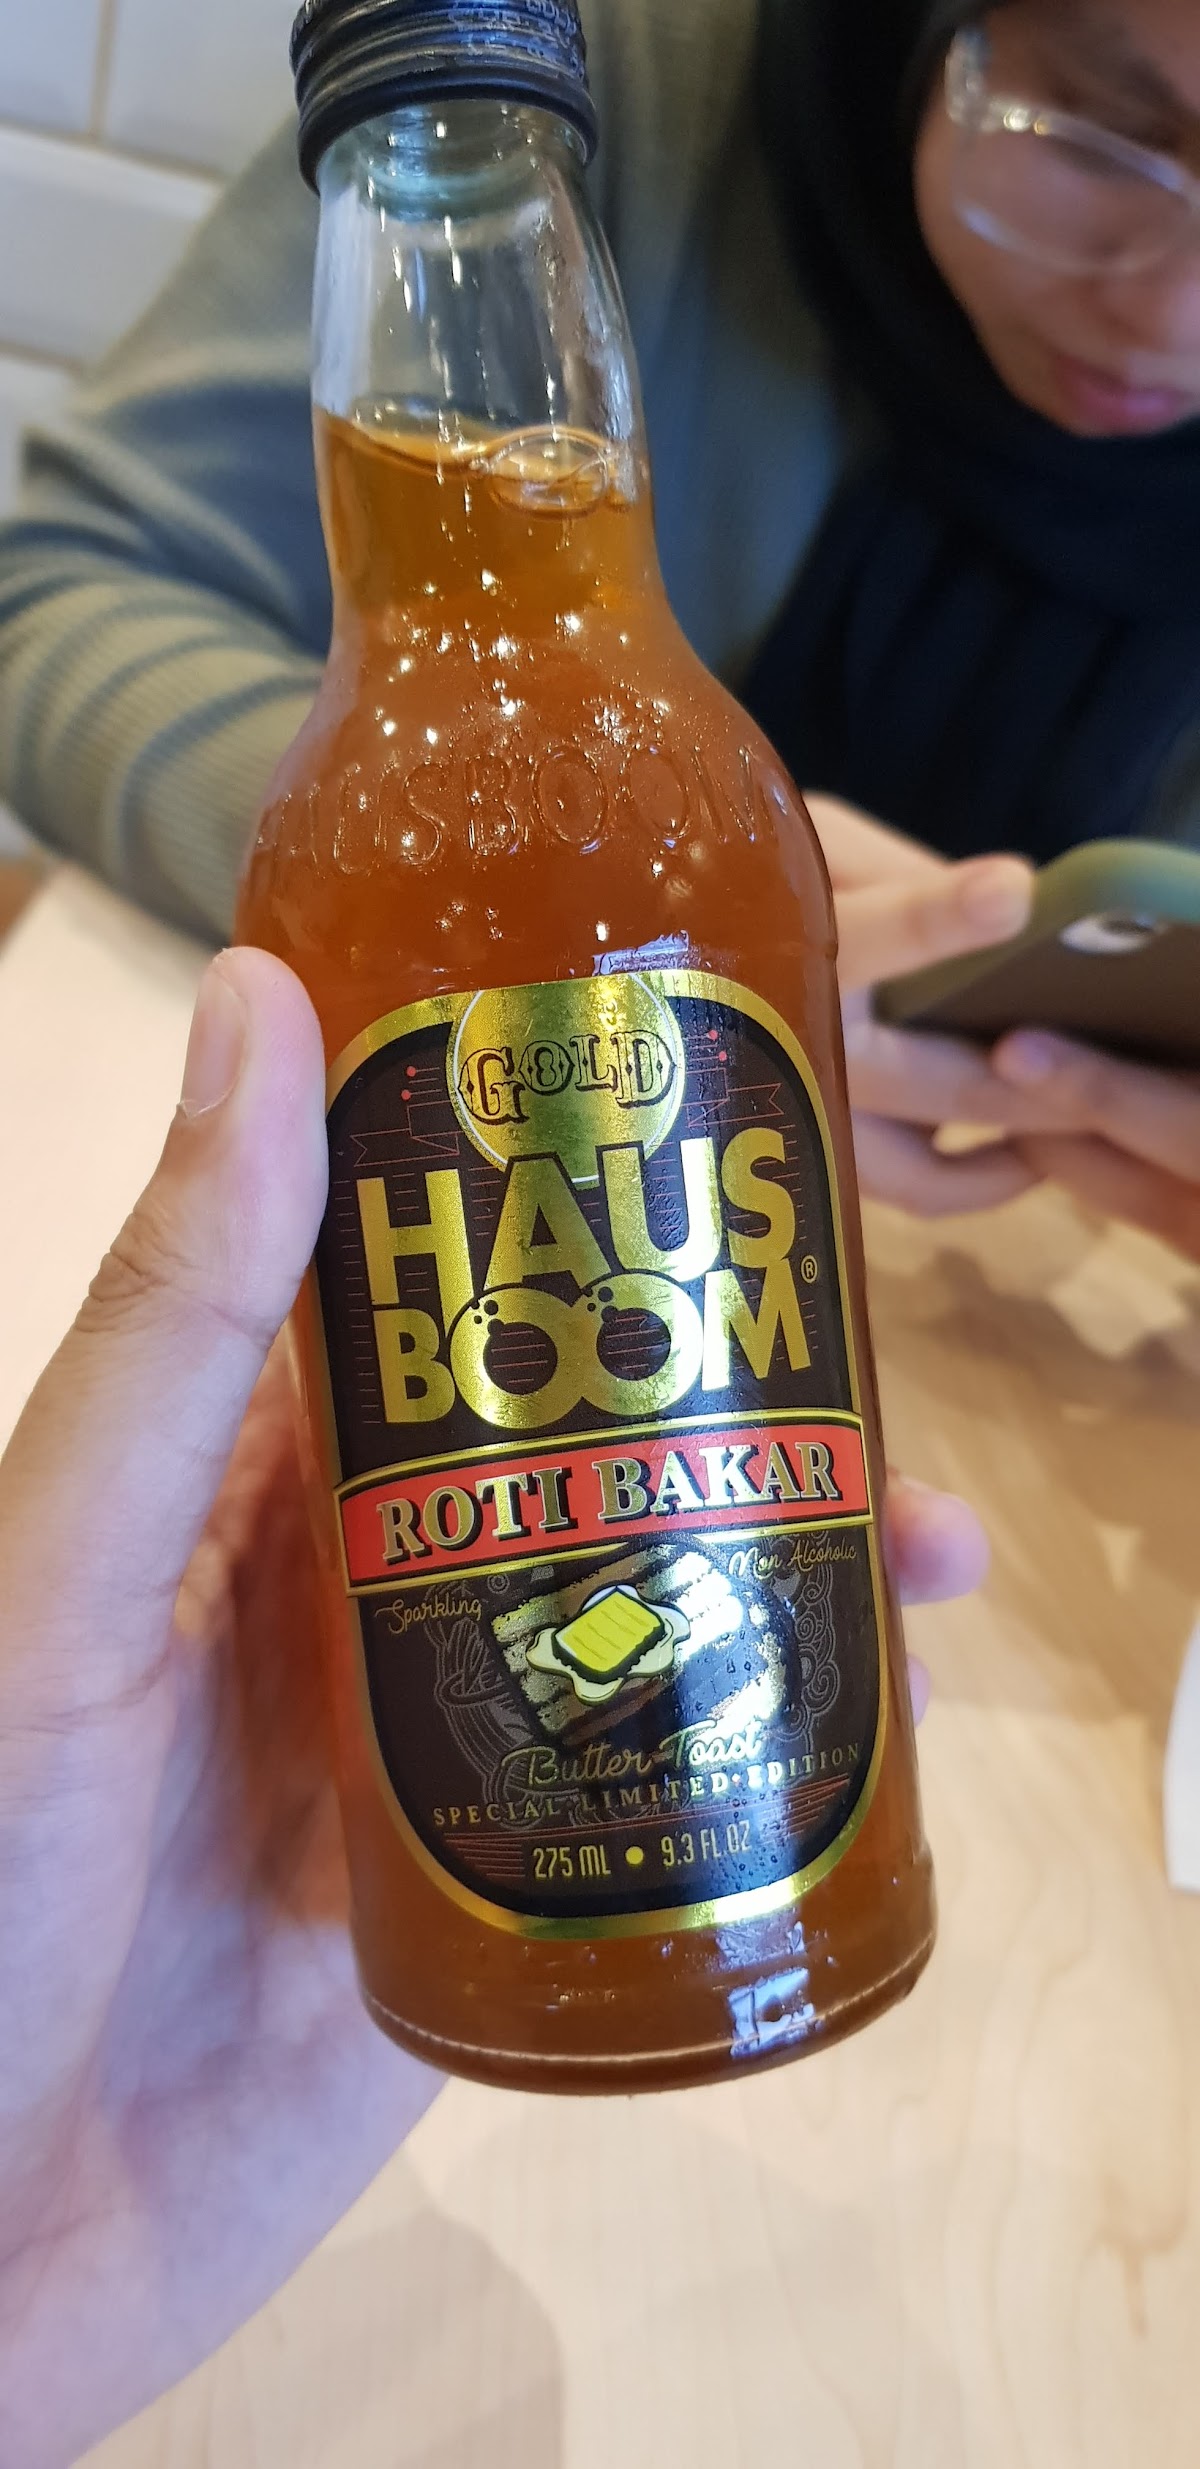 HAUSBOOM
GOLD
HAUS
BOOM®
ROTI BAKAR
Non Alcoholic
Sparkling
Butter Toast
SPECIAL LIMITED EDITION
275 ML • 9.3 FL.OZ